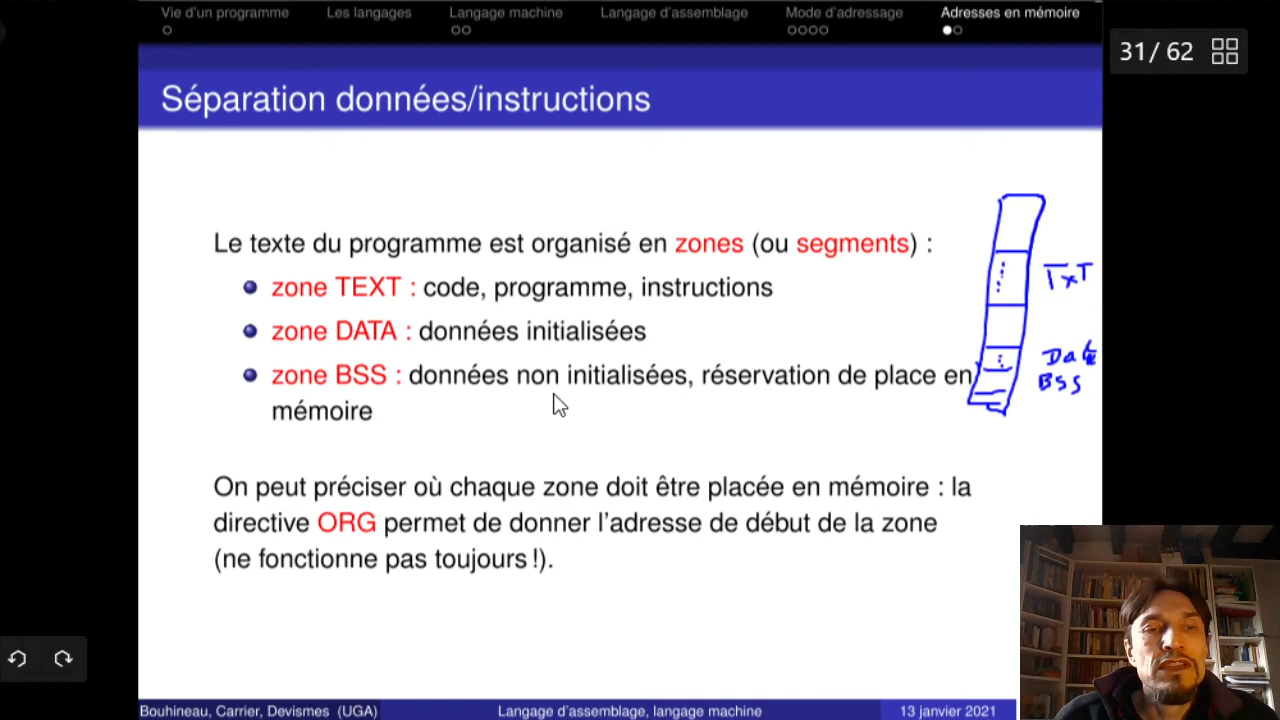 Vie d'un programme Les langages Langage machine Langage d'assemblage Mode d'adressage Adresses en mémoire
31/ 62
Séparation données/instructions
Le texte du programme est organisé en zones (ou segments) :
zone TEXT : code, programme, instructions
zone DATA : données initialisées
zone BSS : données non initialisées, réservation de place en
mémoire
TxT
Data
BSS
On peut préciser où chaque zone doit être placée en mémoire : la
directive ORG permet de donner l'adresse de début de la zone
(ne fonctionne pas toujours !).
Bouhineau, Carrier, Devismes (UGA) Langage d'assemblage, langage machine 13 janvier 2021